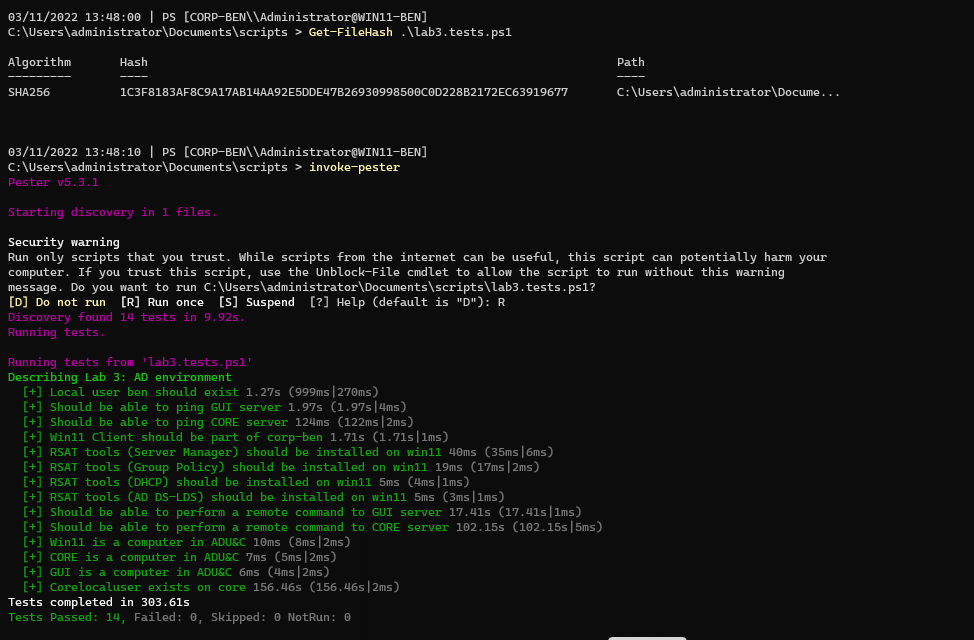 03/11/2022 13:48:00 | PS [CORP-BEN\\Administrator@WIN11-BEN]
C:\Users\administrator\Documents\scripts > Get-FileHash .\lab3.tests.ps1
Algorithm       Hash                                                                   Path
---------       ----                                                                   ----
SHA256          1C3F8183AF8C9A17AB14AA92E5DDE47B26930998500C0D228B2172EC63919677       C:\Users\administrator\Docume...
03/11/2022 13:48:10 | PS [CORP-BEN\\Administrator@WIN11-BEN]
C:\Users\administrator\Documents\scripts > invoke-pester
Pester v5.3.1
Starting discovery in 1 files.
Security warning
Run only scripts that you trust. While scripts from the internet can be useful, this script can potentially harm your
computer. If you trust this script, use the Unblock-File cmdlet to allow the script to run without this warning
message. Do you want to run C:\Users\administrator\Documents\scripts\lab3.tests.ps1?
[D] Do not run  [R] Run once  [S] Suspend  [?] Help (default is "D"): R
Discovery found 14 tests in 9.92s.
Running tests.
Running tests from 'lab3.tests.ps1'
Describing Lab 3: AD environment
  [+] Local user ben should exist 1.27s (999ms|270ms)
  [+] Should be able to ping GUI server 1.97s (1.97s|4ms)
  [+] Should be able to ping CORE server 124ms (122ms|2ms)
  [+] Win11 Client should be part of corp-ben 1.71s (1.71s|1ms)
  [+] RSAT tools (Server Manager) should be installed on win11 40ms (35ms|6ms)
  [+] RSAT tools (Group Policy) should be installed on win11 19ms (17ms|2ms)
  [+] RSAT tools (DHCP) should be installed on win11 5ms (4ms|1ms)
  [+] RSAT tools (AD DS-LDS) should be installed on win11 5ms (3ms|1ms)
  [+] Should be able to perform a remote command to GUI server 17.41s (17.41s|1ms)
  [+] Should be able to perform a remote command to CORE server 102.15s (102.15s|5ms)
  [+] Win11 is a computer in ADU&C 10ms (8ms|2ms)
  [+] CORE is a computer in ADU&C 7ms (5ms|2ms)
  [+] GUI is a computer in ADU&C 6ms (4ms|2ms)
  [+] Corelocaluser exists on core 156.46s (156.46s|2ms)
Tests completed in 303.61s
Tests Passed: 14, Failed: 0, Skipped: 0 NotRun: 0